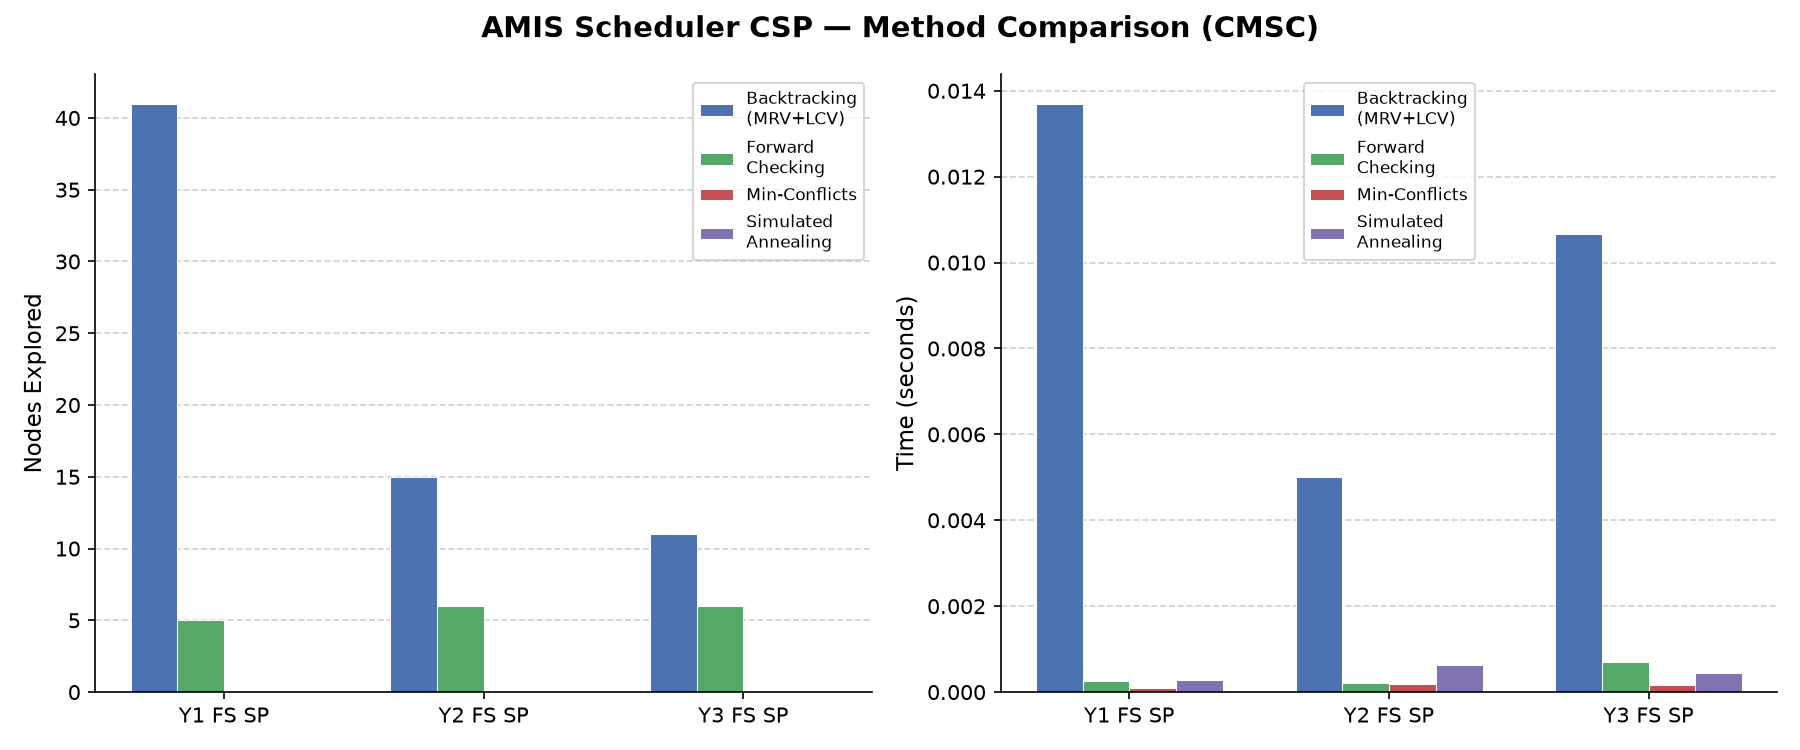 AMIS Scheduler CSP — Method Comparison (CMSC)
Nodes Explored
40
35
30
25
20
15
10
5
0
Y1 FS SP
Y2 FS SP
Y3 FS SP
Backtracking
(MRV+LCV)
Forward
Checking
Min-Conflicts
Simulated
Annealing
Time (seconds)
0.014
0.012
0.010
0.008
0.006
0.004
0.002
0.000
Y1 FS SP
Y2 FS SP
Y3 FS SP
Backtracking
(MRV+LCV)
Forward
Checking
Min-Conflicts
Simulated
Annealing